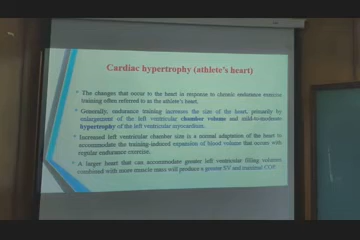 Cardiac hypertrophy (athlete's heart)
The changes that occur to the heart in response to chronic endurance exercise
training often referred to as the athlete's heart.
Generally, endurance training increases the size of the heart, primarily by
enlargement of the left ventricular chamber volume and mild-to-moderate
hypertrophy of the left ventricular myocardium.
Increased left ventricular chamber size is a normal adaptation of the heart to
accommodate the training-induced expansion of blood volume that occurs with
regular endurance exercise.
A larger heart that can accommodate greater left ventricular filling volumes
combined with more muscle mass will produce a greater SV and maximal